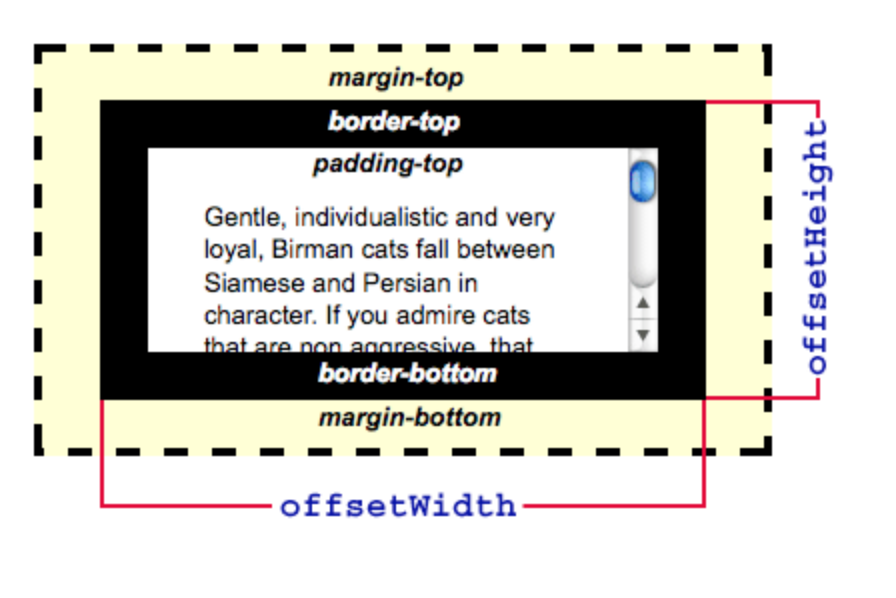 margin-top
border-top
padding-top
Gentle, individualistic and very
loyal, Birman cats fall between
Siamese and Persian in
character. If you admire cats
that are non aggressive, that
border-bottom
margin-bottom
offsetWidth
offsetHeight